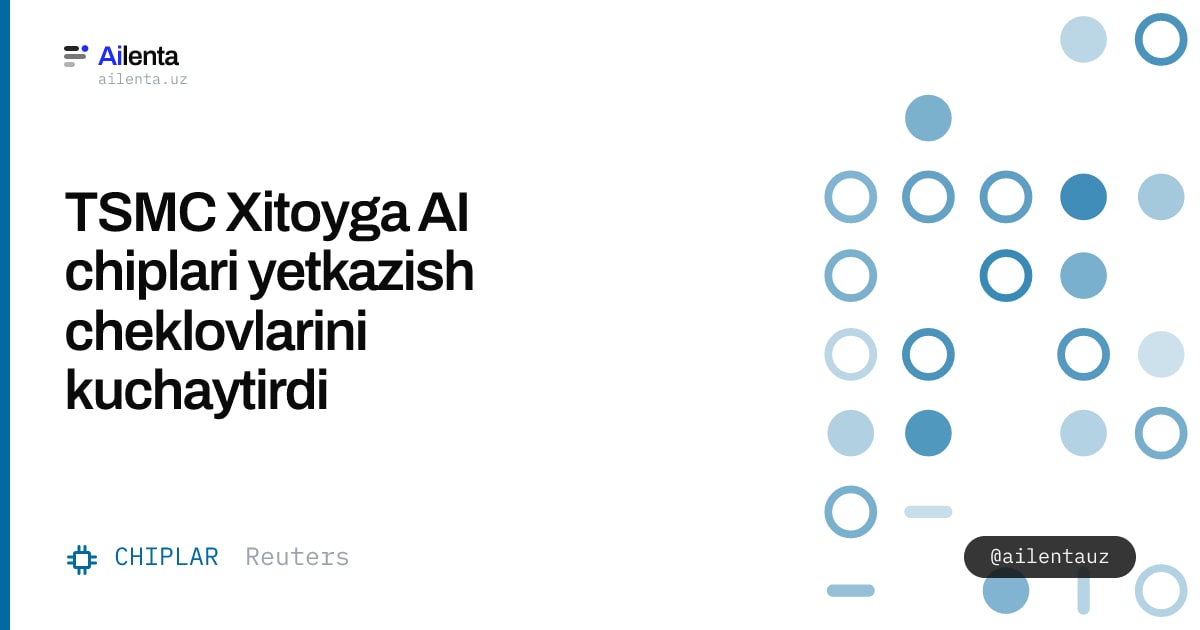 Ailenta
ailenta.uz
TSMC Xitoyga AI
chiplari yetkazish
cheklovlarini
kuchaytirdi
CHIPLAR Reuters
@ailentauz